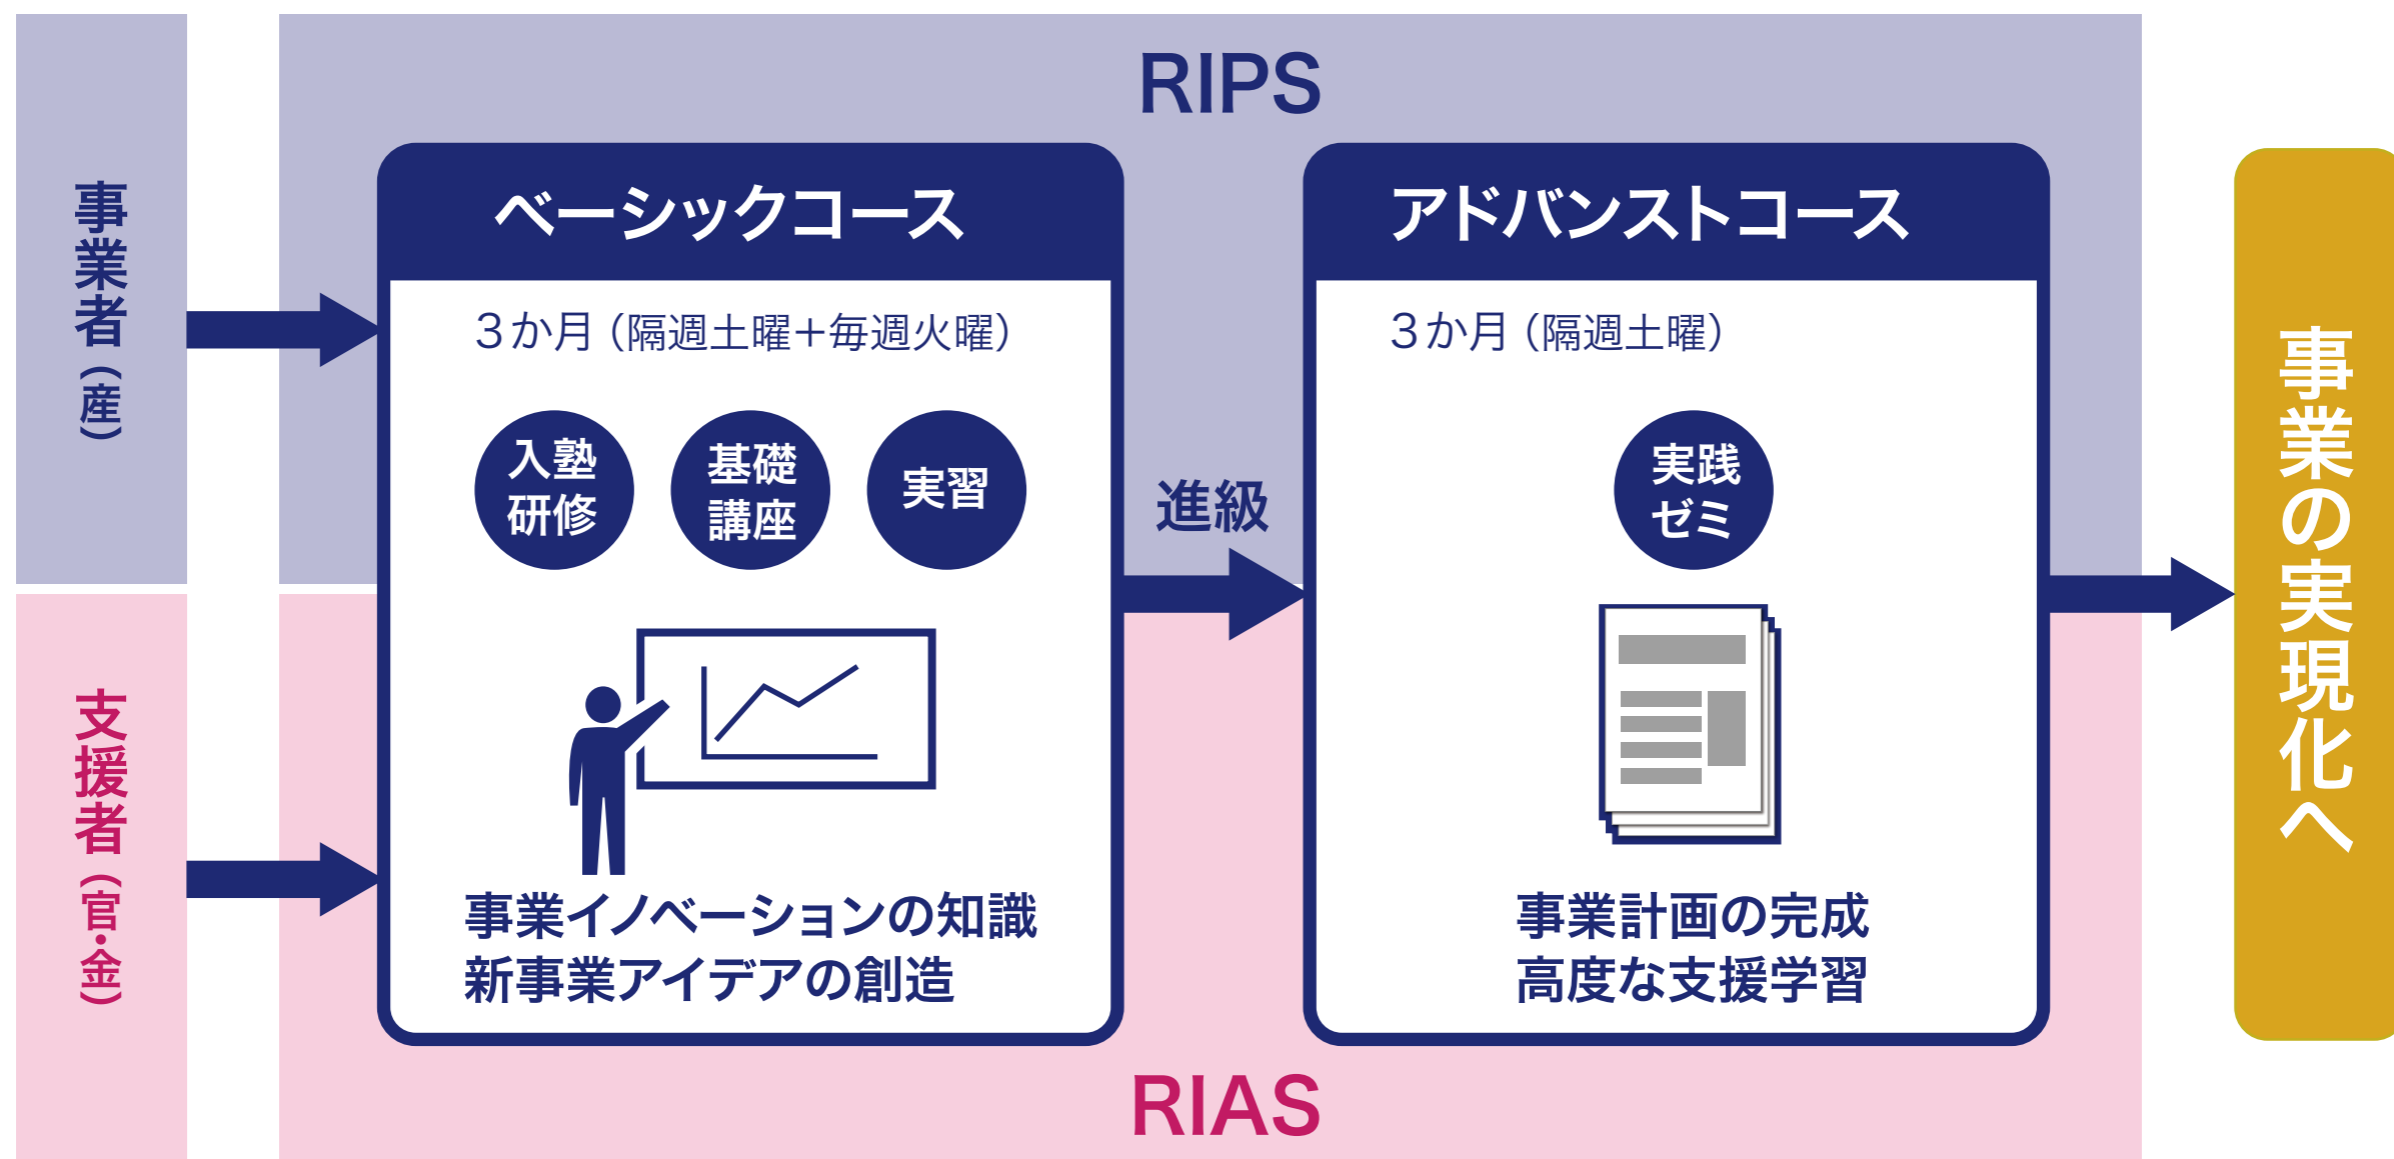 RIPS
事業者（産）
ベーシックコース
３か月（隔週土曜＋毎週火曜）
入塾
研修
基礎
講座
実習
事業イノベーションの知識
新事業アイデアの創造
進級
アドバンストコース
３か月（隔週土曜）
実践
ゼミ
事業計画の完成
高度な支援学習
事業の実現化へ
支援者（官・金）
RIAS